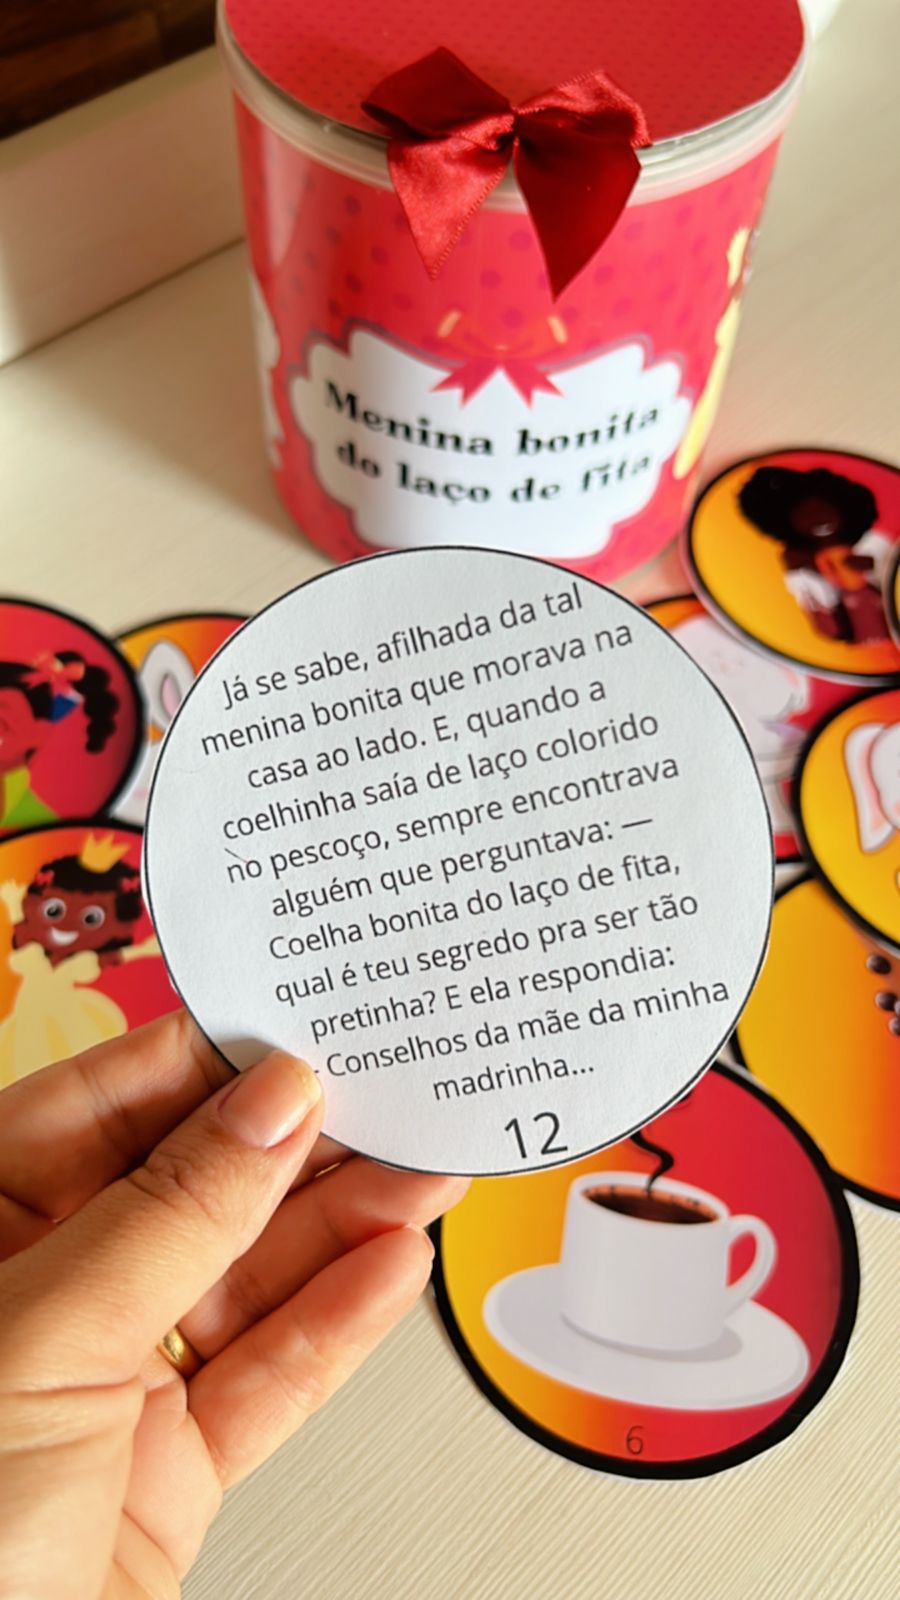 Menina bonita
do laço de fita
Já se sabe, afilhada da tal
menina bonita que morava na
casa ao lado. E, quando a
coelhinha saía de laço colorido
no pescoço, sempre encontrava
alguém que perguntava: —
Coelha bonita do laço de fita,
qual é teu segredo pra ser tão
pretinha? E ela respondia:
- Conselhos da mãe da minha
madrinha...
12
6